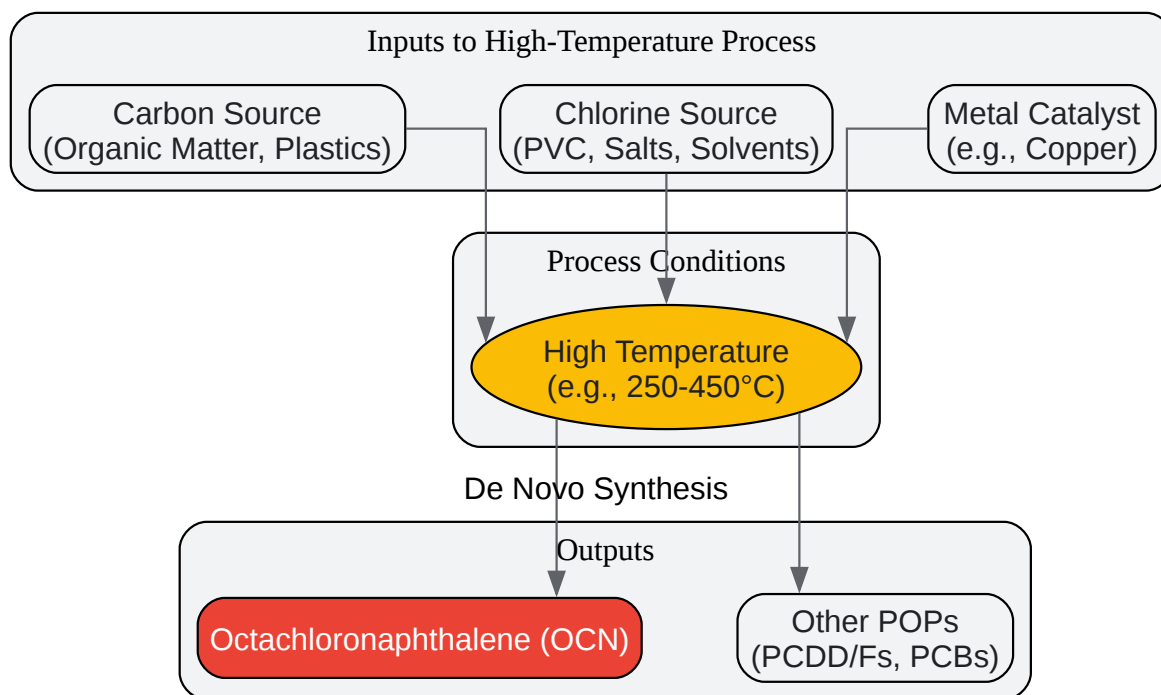 Inputs to High-Temperature Process
Carbon Source
(Organic Matter, Plastics)
Chlorine Source
(PVC, Salts, Solvents)
Metal Catalyst
(e.g., Copper)
Process Conditions
High Temperature
(e.g., 250-450°C)
De Novo Synthesis
Outputs
Octachloronaphthalene (OCN)
Other POPs
(PCDD/Fs, PCBs)